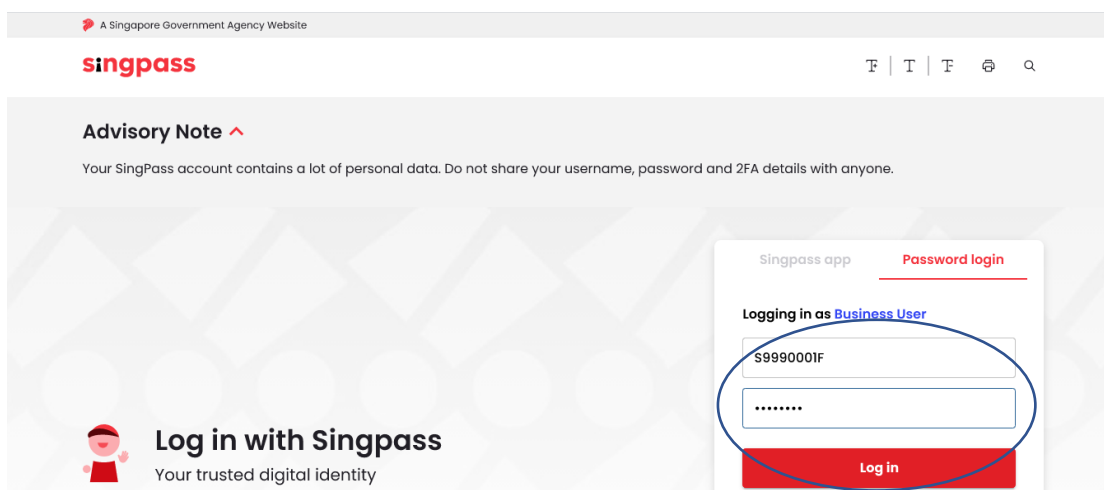 A Singapore Government Agency Website
singpass
T+ | T | T-
Advisory Note
Your SingPass account contains a lot of personal data. Do not share your username, password and 2FA details with anyone.
Singpass app Password login
Logging in as Business User
S9990001F
••••••••
Log in with Singpass
Your trusted digital identity
Log in